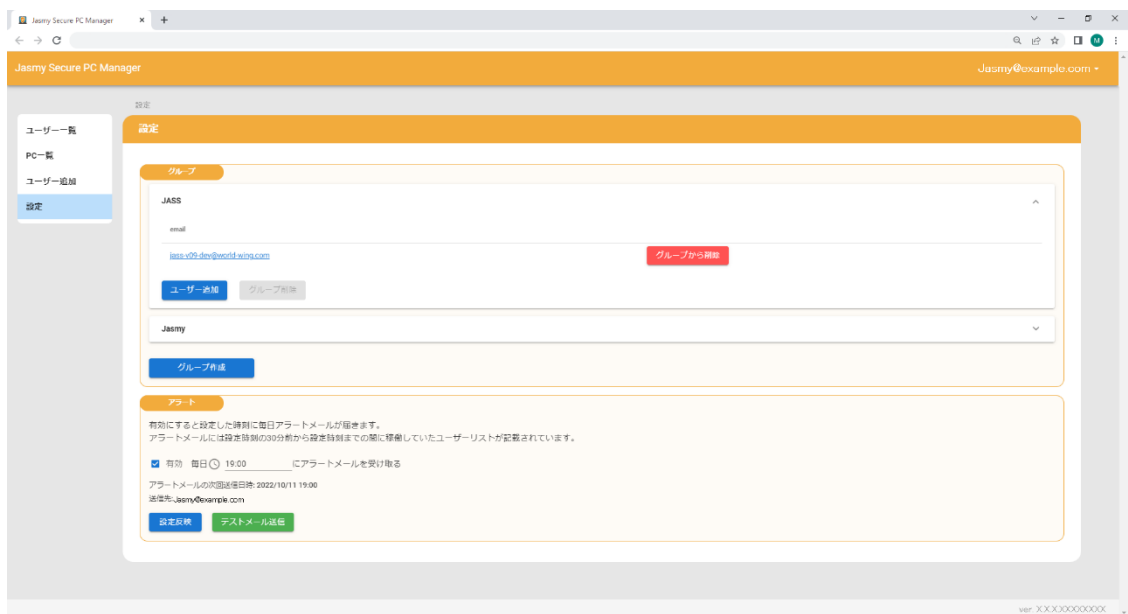 Jasmy Secure PC Manager
Jasmy Secure PC Manager
Jasmy@example.com
設定
ユーザー一覧
PC一覧
ユーザー追加
設定
設定
グループ
JASS
email
jass-v09-dev@world-wing.com
グループから削除
ユーザー追加
グループ削除
Jasmy
グループ作成
アラート
有効にすると設定した時刻に毎日アラートメールが届きます。
アラートメールには設定時刻の30分前から設定時刻までの間に稼働していたユーザーリストが記載されています。
有効 毎日 19:00 にアラートメールを受け取る
アラートメールの次回送信日時: 2022/10/11 19:00
送信先:Jasmy@example.com
設定反映 テストメール送信
ver. X.X.X.XXXXXXXX